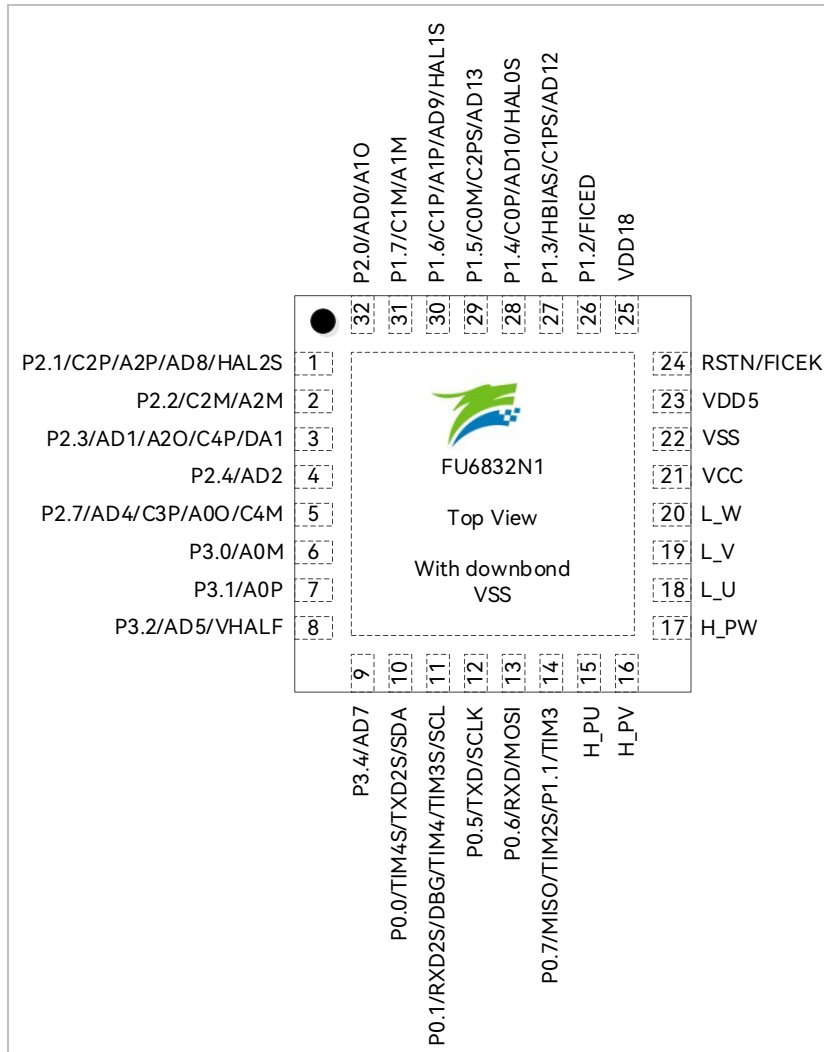 P2.0/AD0/A1O
P1.7/C1M/A1M
P1.6/C1P/A1P/AD9/HAL1S
P1.5/C0M/C2PS/AD13
P1.4/C0P/AD10/HAL0S
P1.3/HBIAS/C1PS/AD12
P1.2/FICED
VDD18
32 31 30 29 28 27 26 25
P2.1/C2P/A2P/AD8/HAL2S 1
P2.2/C2M/A2M 2
P2.3/AD1/A2O/C4P/DA1 3
P2.4/AD2 4
P2.7/AD4/C3P/A0O/C4M 5
P3.0/A0M 6
P3.1/A0P 7
P3.2/AD5/VHALF 8
FU6832N1
Top View
With downbond
VSS
24 RSTN/FICEK
23 VDD5
22 VSS
21 VCC
20 L_W
19 L_V
18 L_U
17 H_PW
9 10 11 12 13 14 15 16
P3.4/AD7
P0.0/TIM4S/TXD2S/SDA
P0.1/RXD2S/DBG/TIM4/TIM3S/SCL
P0.5/TXD/SCLK
P0.6/RXD/MOSI
P0.7/MISO/TIM2S/P1.1/TIM3
H_PU
H_PV